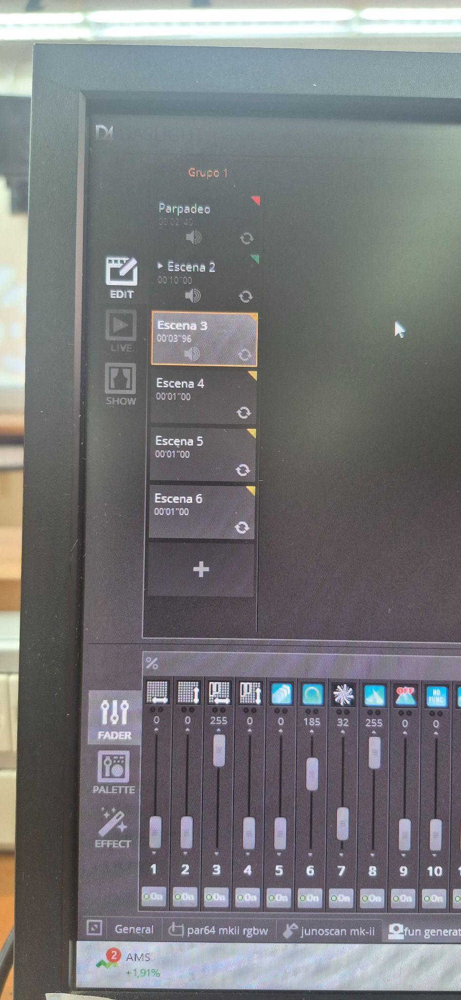 D4 DASLIGHT
Grupo 1
Parpadeo
00'02"40
Escena 2
00'10"00
EDIT
Escena 3
00'03"96
LIVE
Escena 4
00'01"00
SHOW
Escena 5
00'01"00
Escena 6
00'01"00
+
%
OFF NO FUNC.
0 0 255 0 0 185 32 255 0 0
FADER
PALETTE
EFFECT
1 2 3 4 5 6 7 8 9 10
On On On On On On On On On On
General par64 mkii rgbw junoscan mk-ii fun generat
2 AMS
+1,91%